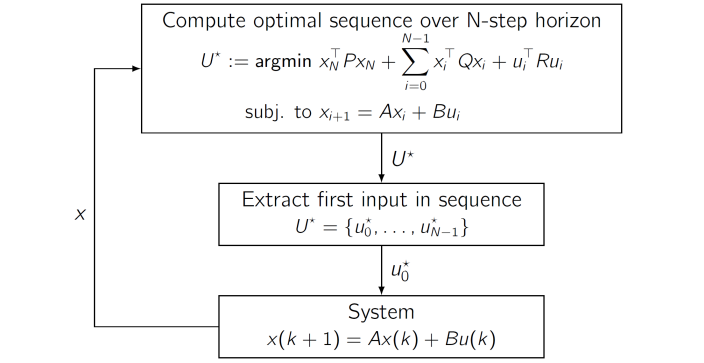 Compute optimal sequence over N-step horizon
U⋆ := argmin x_N^⊤ P x_N + ∑_{i=0}^{N−1} x_i^⊤ Q x_i + u_i^⊤ R u_i
subj. to x_{i+1} = Ax_i + Bu_i
U⋆
Extract first input in sequence
U⋆ = {u_0^⋆, . . . , u_{N−1}^⋆}
x
u_0^⋆
System
x(k + 1) = Ax(k) + Bu(k)